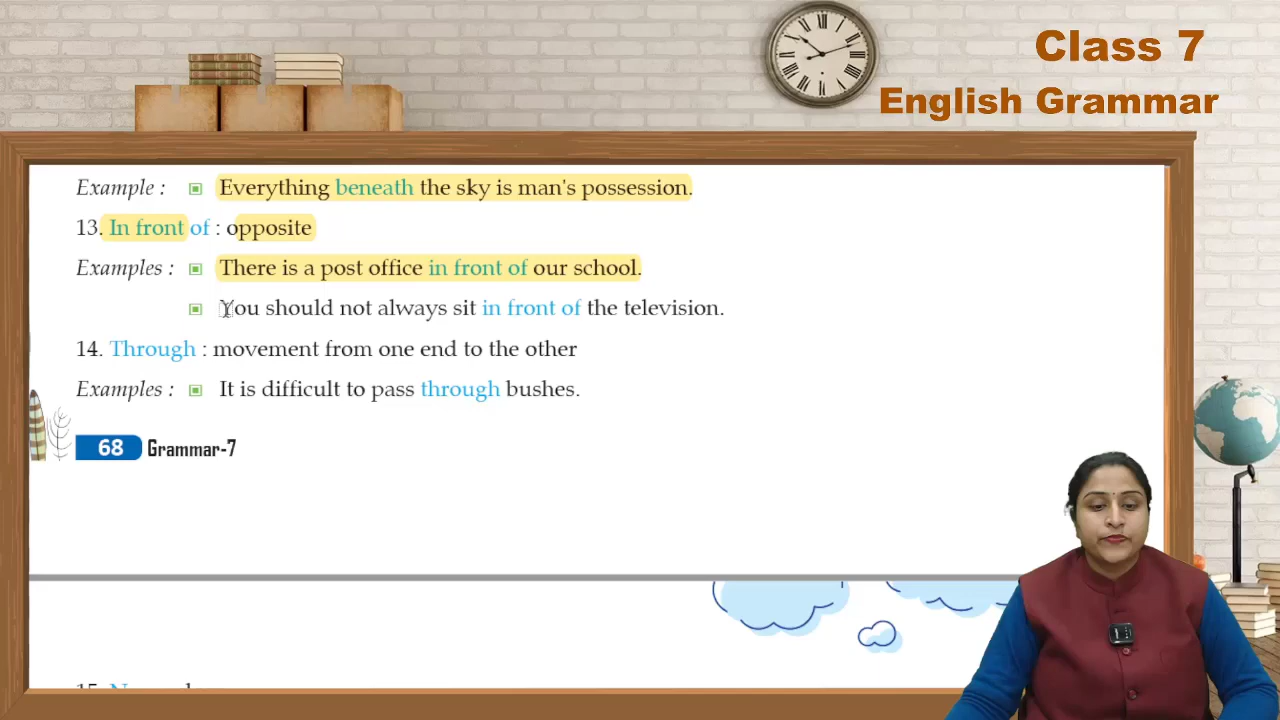 Class 7
English Grammar
Example : Everything beneath the sky is man's possession.
13. In front of : opposite
Examples : There is a post office in front of our school.
You should not always sit in front of the television.
14. Through : movement from one end to the other
Examples : It is difficult to pass through bushes.
68 Grammar-7